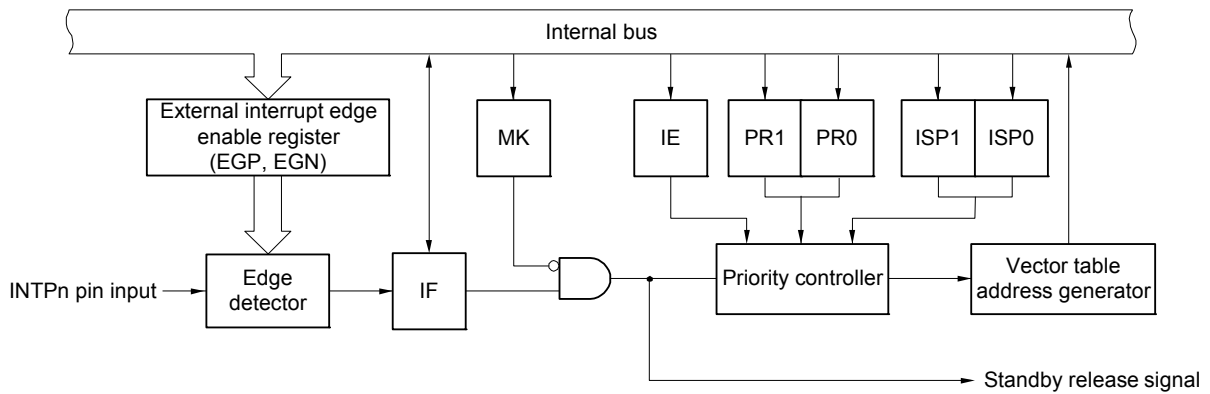 Internal bus
External interrupt edge
enable register
(EGP, EGN)
MK
IE
PR1
PR0
ISP1
ISP0
INTPn pin input
Edge
detector
IF
Priority controller
Vector table
address generator
Standby release signal